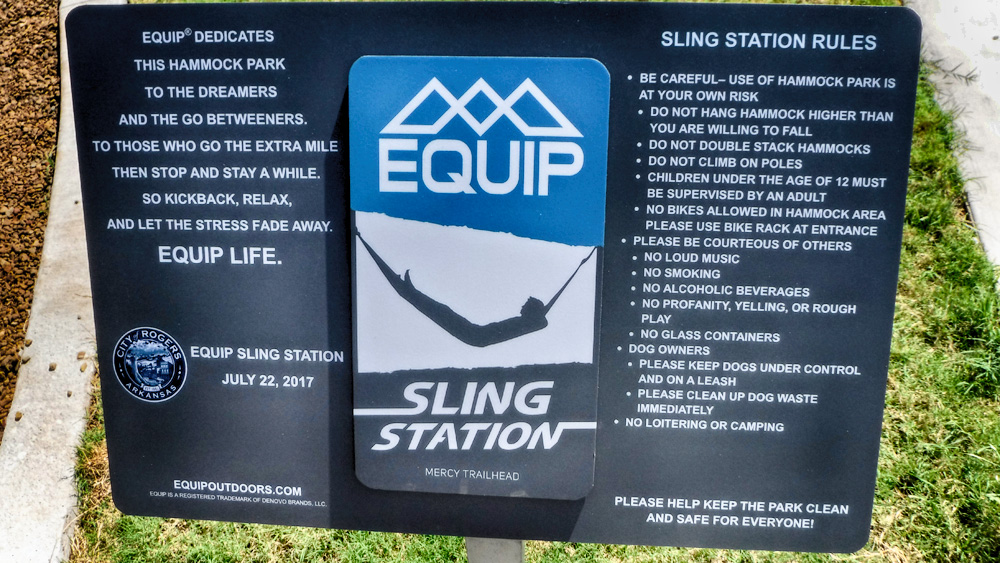 EQUIP® DEDICATES
THIS HAMMOCK PARK
TO THE DREAMERS
AND THE GO BETWEENERS.
TO THOSE WHO GO THE EXTRA MILE
THEN STOP AND STAY A WHILE.
SO KICKBACK, RELAX,
AND LET THE STRESS FADE AWAY.
EQUIP LIFE.
CITY of ROGERS
ARKANSAS
EQUIP SLING STATION
JULY 22, 2017
EQUIPOUTDOORS.COM
EQUIP IS A REGISTERED TRADEMARK OF DENOVO BRANDS, LLC.
EQUIP
SLING
STATION
MERCY TRAILHEAD
SLING STATION RULES
• BE CAREFUL– USE OF HAMMOCK PARK IS
AT YOUR OWN RISK
• DO NOT HANG HAMMOCK HIGHER THAN
YOU ARE WILLING TO FALL
• DO NOT DOUBLE STACK HAMMOCKS
• DO NOT CLIMB ON POLES
• CHILDREN UNDER THE AGE OF 12 MUST
BE SUPERVISED BY AN ADULT
• NO BIKES ALLOWED IN HAMMOCK AREA
PLEASE USE BIKE RACK AT ENTRANCE
• PLEASE BE COURTEOUS OF OTHERS
• NO LOUD MUSIC
• NO SMOKING
• NO ALCOHOLIC BEVERAGES
• NO PROFANITY, YELLING, OR ROUGH
PLAY
• NO GLASS CONTAINERS
• DOG OWNERS
• PLEASE KEEP DOGS UNDER CONTROL
AND ON A LEASH
• PLEASE CLEAN UP DOG WASTE
IMMEDIATELY
• NO LOITERING OR CAMPING
PLEASE HELP KEEP THE PARK CLEAN
AND SAFE FOR EVERYONE!